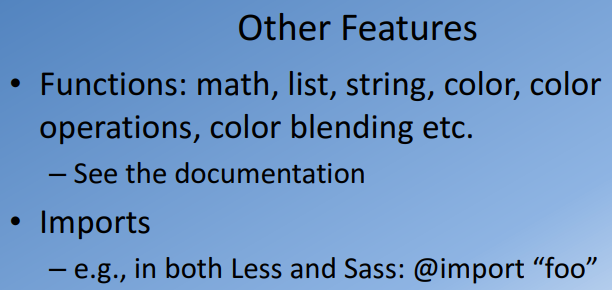 Other Features
• Functions: math, list, string, color, color
operations, color blending etc.
– See the documentation
• Imports
– e.g., in both Less and Sass: @import “foo”